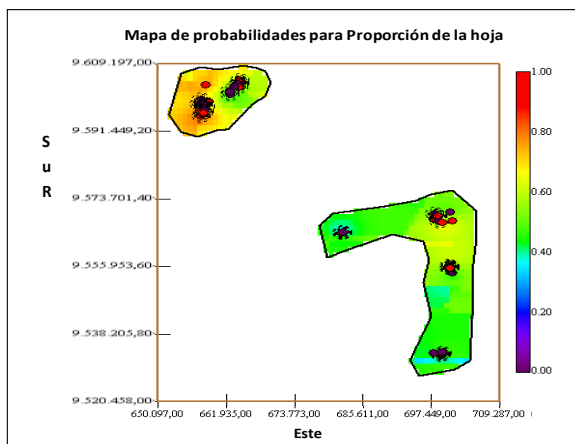 Mapa de probabilidades para Proporción de la hoja
9.609.197,00
9.591.449,20
9.573.701,40
9.555.953,60
9.538.205,80
9.520.458,00
S
u
R
650.097,00 661.935,00 673.773,00 685.611,00 697.449,00 709.287,00
Este
1.00
0.80
0.60
0.40
0.20
0.00